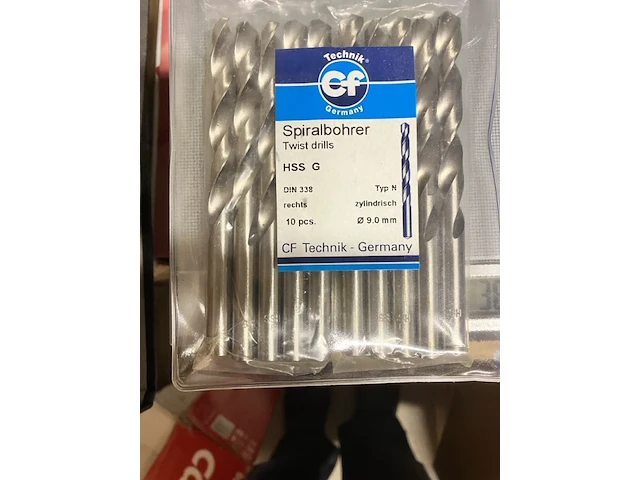 Technik®
cf
Germany
Spiralbohrer
Twist drills
HSS G
DIN 338 Typ N
rechts zylindrisch
10 pcs. Ø 9.0 mm
CF Technik - Germany